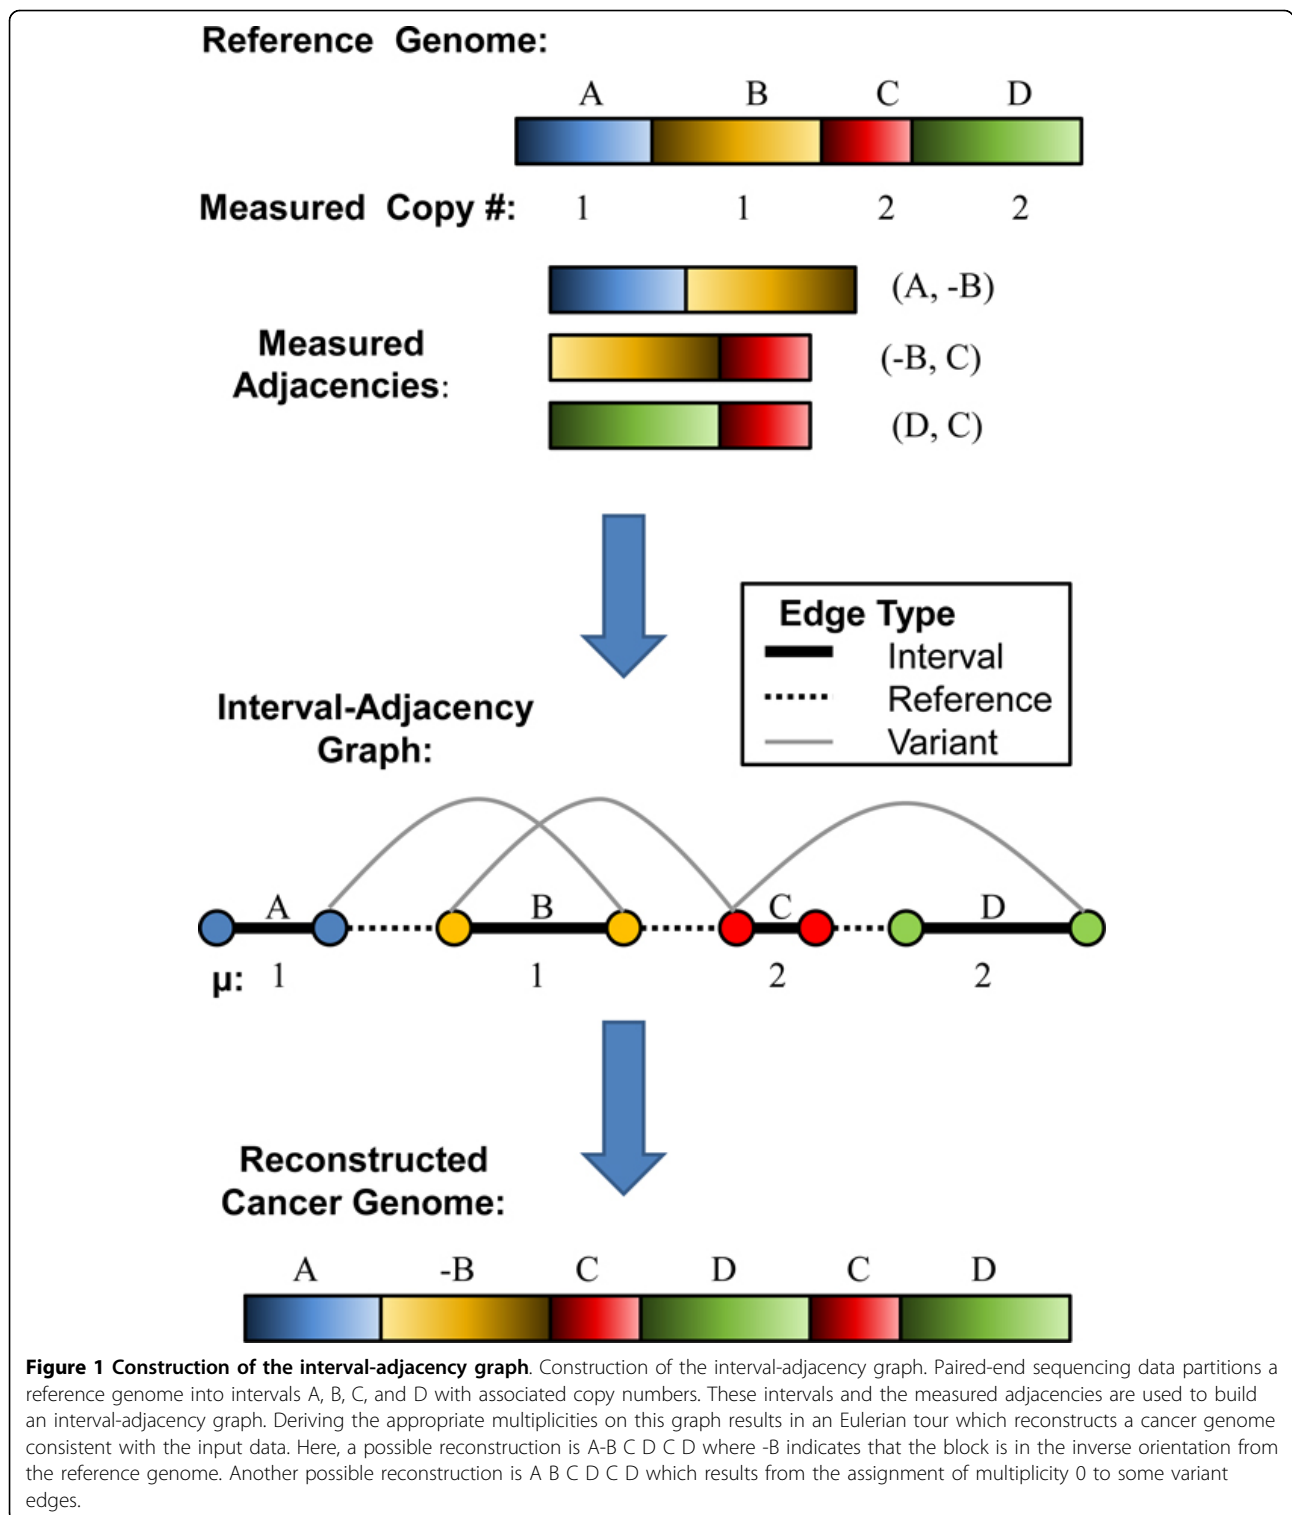 Reference Genome:
A B C D
Measured Copy #: 1 1 2 2
(A, -B)
Measured
Adjacencies:
(-B, C)
(D, C)
Edge Type
Interval
Reference
Variant
Interval-Adjacency
Graph:
A B C D
μ: 1 1 2 2
Reconstructed
Cancer Genome:
A -B C D C D
Figure 1 Construction of the interval-adjacency graph. Construction of the interval-adjacency graph. Paired-end sequencing data partitions a
reference genome into intervals A, B, C, and D with associated copy numbers. These intervals and the measured adjacencies are used to build
an interval-adjacency graph. Deriving the appropriate multiplicities on this graph results in an Eulerian tour which reconstructs a cancer genome
consistent with the input data. Here, a possible reconstruction is A-B C D C D where -B indicates that the block is in the inverse orientation from
the reference genome. Another possible reconstruction is A B C D C D which results from the assignment of multiplicity 0 to some variant
edges.